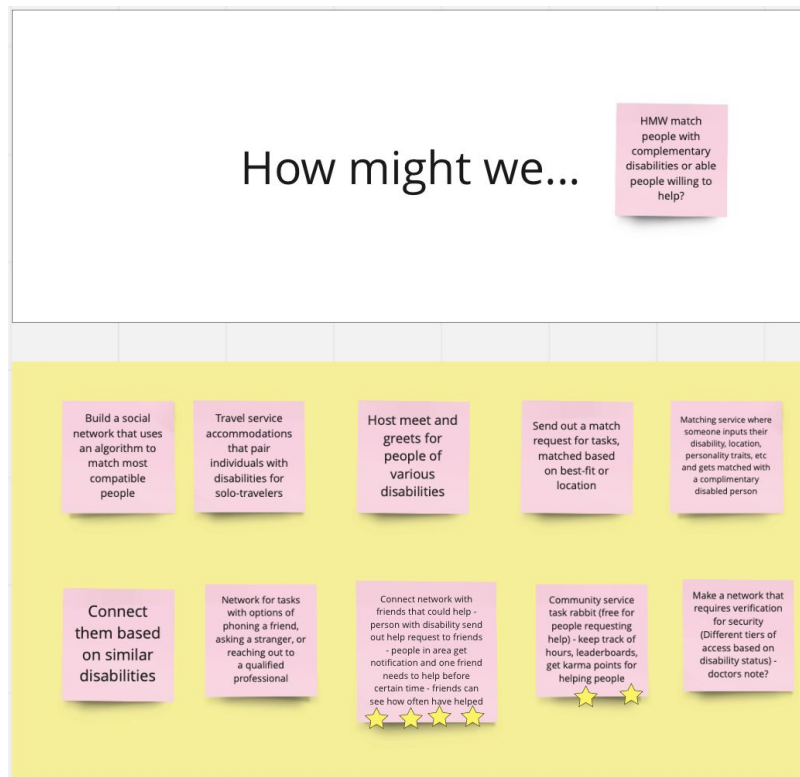 How might we...
HMW match
people with
complementary
disabilities or able
people willing to
help?
Build a social
network that uses
an algorithm to
match most
compatible
people
Travel service
accommodations
that pair
individuals with
disabilities for
solo-travelers
Host meet and
greets for
people of
various
disabilities
Send out a match
request for tasks,
matched based
on best-fit or
location
Matching service where
someone inputs their
disability, location,
personality traits, etc
and gets matched with
a complimentary
disabled person
Connect
them based
on similar
disabilities
Network for tasks
with options of
phoning a friend,
asking a stranger, or
reaching out to
a qualified
professional
Connect network with
friends that could help -
person with disability send
out help request to friends
- people in area get
notification and one friend
needs to help before
certain time - friends can
see how often have helped
Community service
task rabbit (free for
people requesting
help) - keep track of
hours, leaderboards,
get karma points for
helping people
Make a network that
requires verification
for security
(Different tiers of
access based on
disability status) -
doctors note?